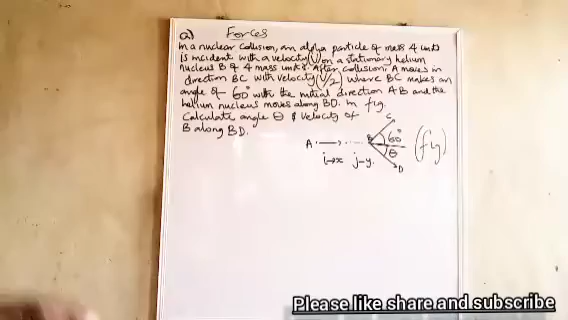 a) Forces
In a nuclear collision, an alpha particle of mass 4 units
is incident with a velocity (V) on a stationary helium
nucleus B of 4 mass units. After collision, A moves in
direction BC with velocity (V/2) where BC makes an
angle of 60° with the initial direction AB and the
helium nucleus moves along BD. In fig.
Calculate angle θ & velocity of
B along BD.
C
A B 60° (fig)
θ
i→x j-y.
D
Please like share and subscribe